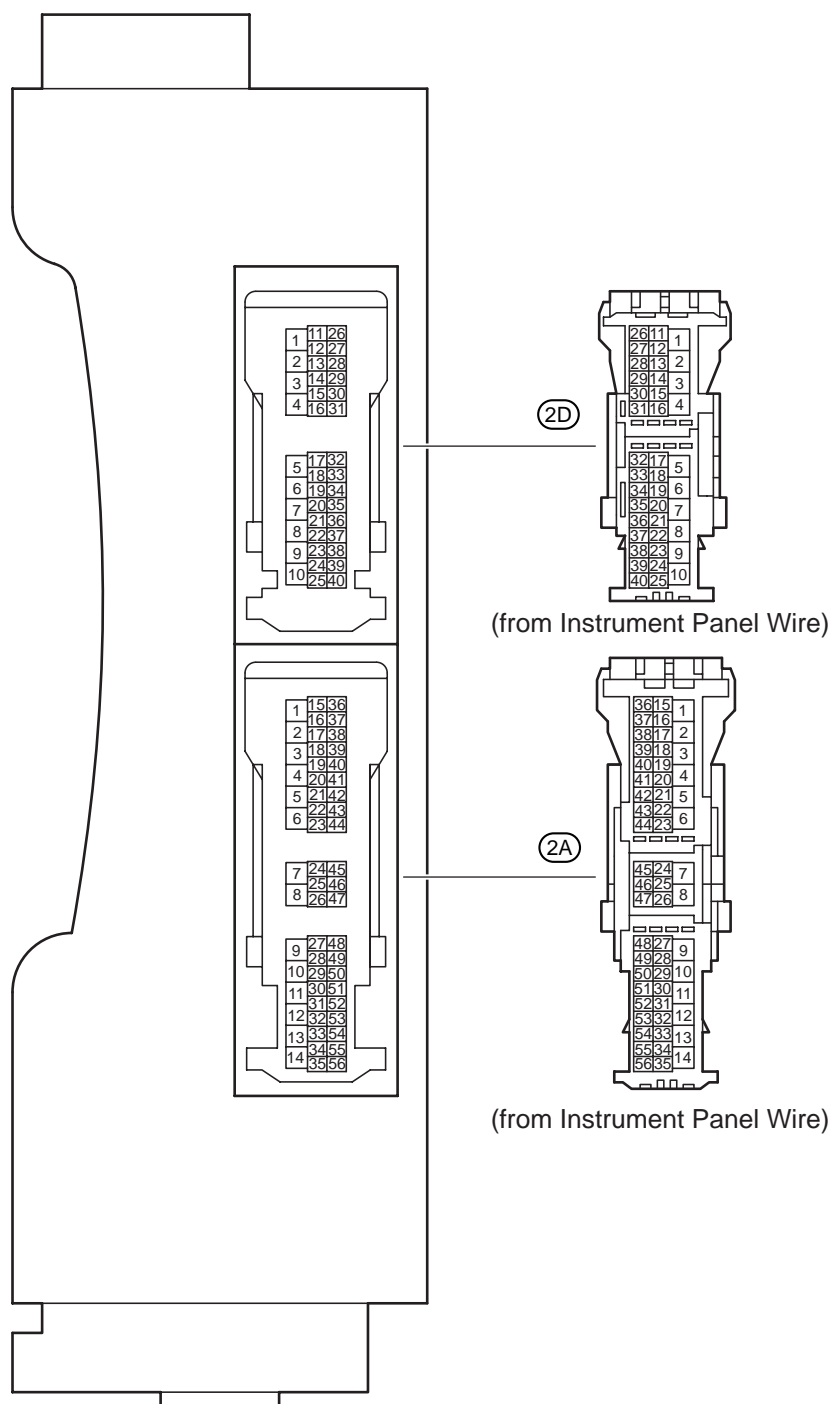 1 11 26
12 27
2 13 28
3 14 29
15 30
4 16 31
26 11 1
27 12
28 13 2
29 14 3
30 15
31 16 4
2D
5 17 32
18 33
6 19 34
7 20 35
21 36
8 22 37
9 23 38
24 39
10 25 40
32 17 5
33 18
34 19 6
35 20 7
36 21
37 22 8
38 23 9
39 24
40 25 10
(from Instrument Panel Wire)
1 15 36
16 37
2 17 38
3 18 39
19 40
4 20 41
5 21 42
22 43
6 23 44
36 15 1
37 16
38 17 2
39 18 3
40 19
41 20 4
42 21 5
43 22
44 23 6
2A
7 24 45
25 46
8 26 47
45 24 7
46 25
47 26 8
9 27 48
28 49
10 29 50
11 30 51
31 52
12 32 53
13 33 54
34 55
14 35 56
48 27 9
49 28
50 29 10
51 30 11
52 31
53 32 12
54 33 13
55 34
56 35 14
(from Instrument Panel Wire)